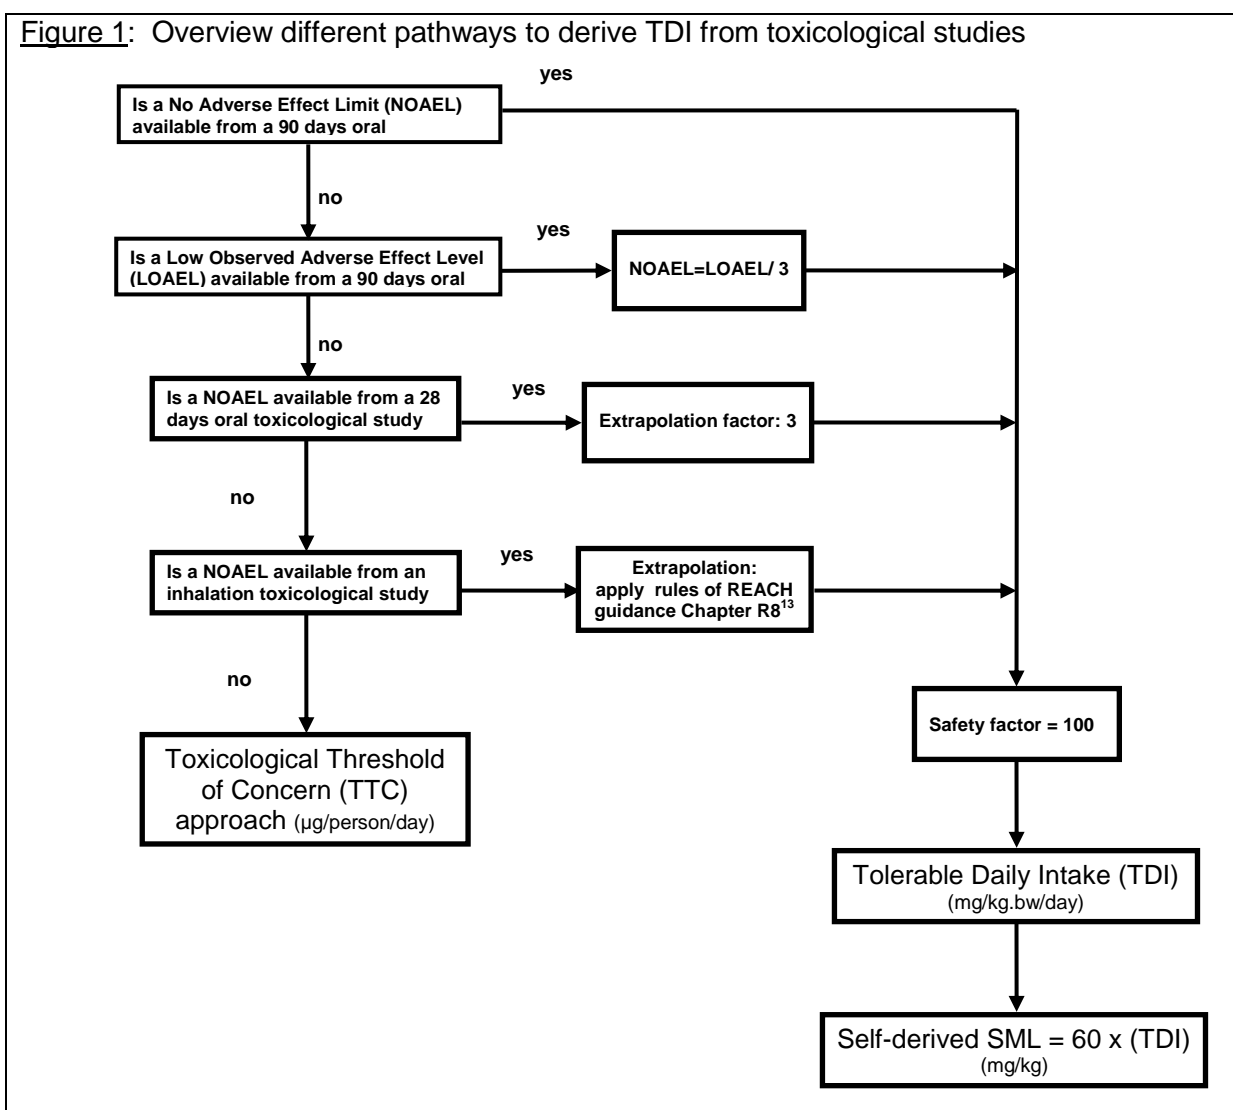 Figure 1: Overview different pathways to derive TDI from toxicological studies
yes
Is a No Adverse Effect Limit (NOAEL)
available from a 90 days oral
no
Is a Low Observed Adverse Effect Level
(LOAEL) available from a 90 days oral
yes
NOAEL=LOAEL/ 3
no
Is a NOAEL available from a 28
days oral toxicological study
yes
Extrapolation factor: 3
no
Is a NOAEL available from an
inhalation toxicological study
yes
Extrapolation:
apply rules of REACH
guidance Chapter R8¹³
no
Toxicological Threshold
of Concern (TTC)
approach (µg/person/day)
Safety factor = 100
Tolerable Daily Intake (TDI)
(mg/kg.bw/day)
Self-derived SML = 60 x (TDI)
(mg/kg)